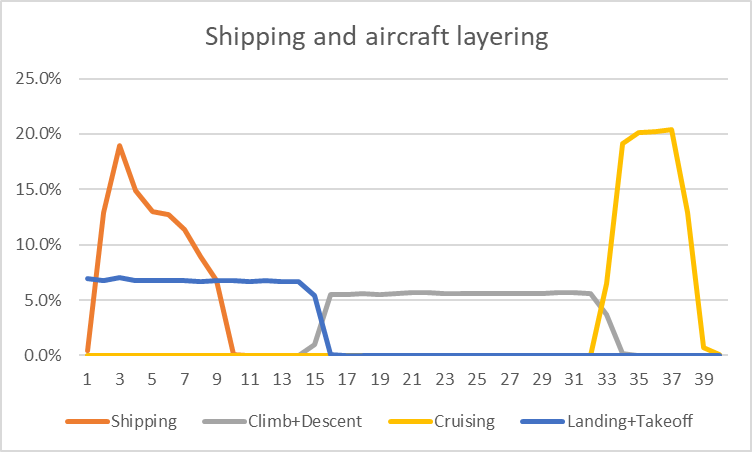 Shipping and aircraft layering
25.0%
20.0%
15.0%
10.0%
5.0%
0.0%
1 3 5 7 9 11 13 15 17 19 21 23 25 27 29 31 33 35 37 39
Shipping Climb+Descent Cruising Landing+Takeoff